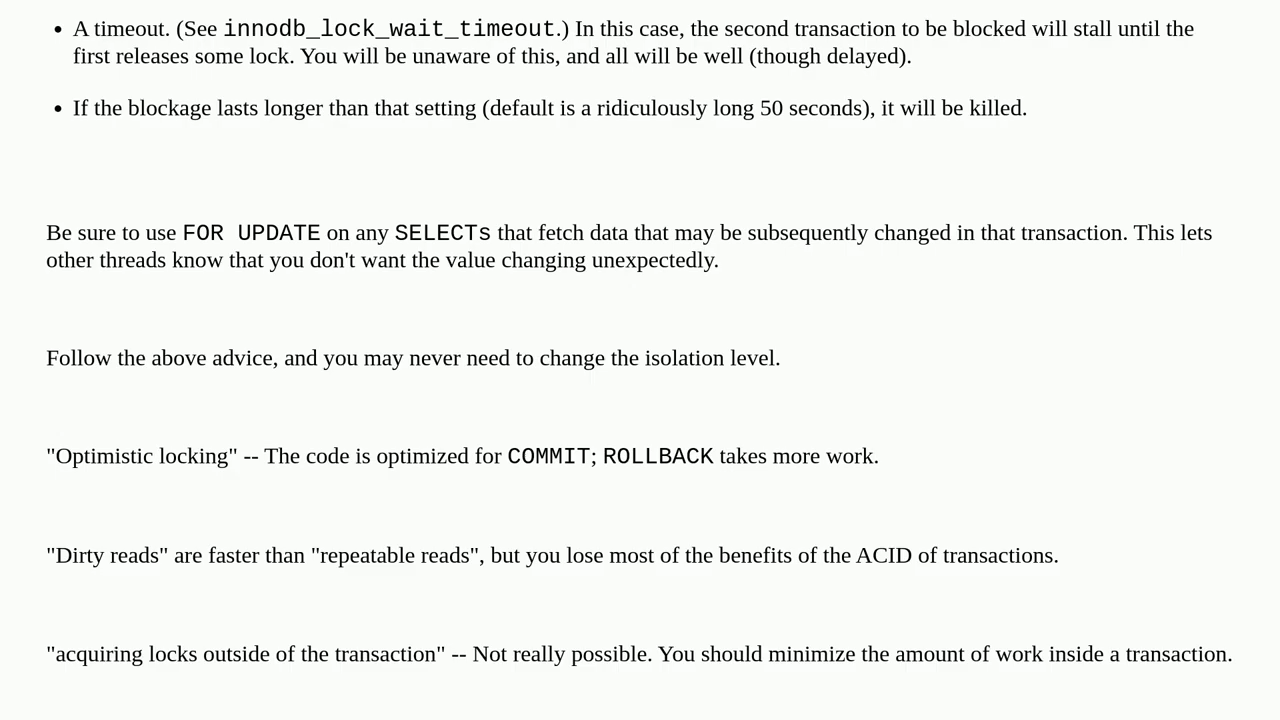 • A timeout. (See innodb_lock_wait_timeout.) In this case, the second transaction to be blocked will stall until the
first releases some lock. You will be unaware of this, and all will be well (though delayed).
• If the blockage lasts longer than that setting (default is a ridiculously long 50 seconds), it will be killed.
Be sure to use FOR UPDATE on any SELECTs that fetch data that may be subsequently changed in that transaction. This lets
other threads know that you don't want the value changing unexpectedly.
Follow the above advice, and you may never need to change the isolation level.
"Optimistic locking" -- The code is optimized for COMMIT; ROLLBACK takes more work.
"Dirty reads" are faster than "repeatable reads", but you lose most of the benefits of the ACID of transactions.
"acquiring locks outside of the transaction" -- Not really possible. You should minimize the amount of work inside a transaction.